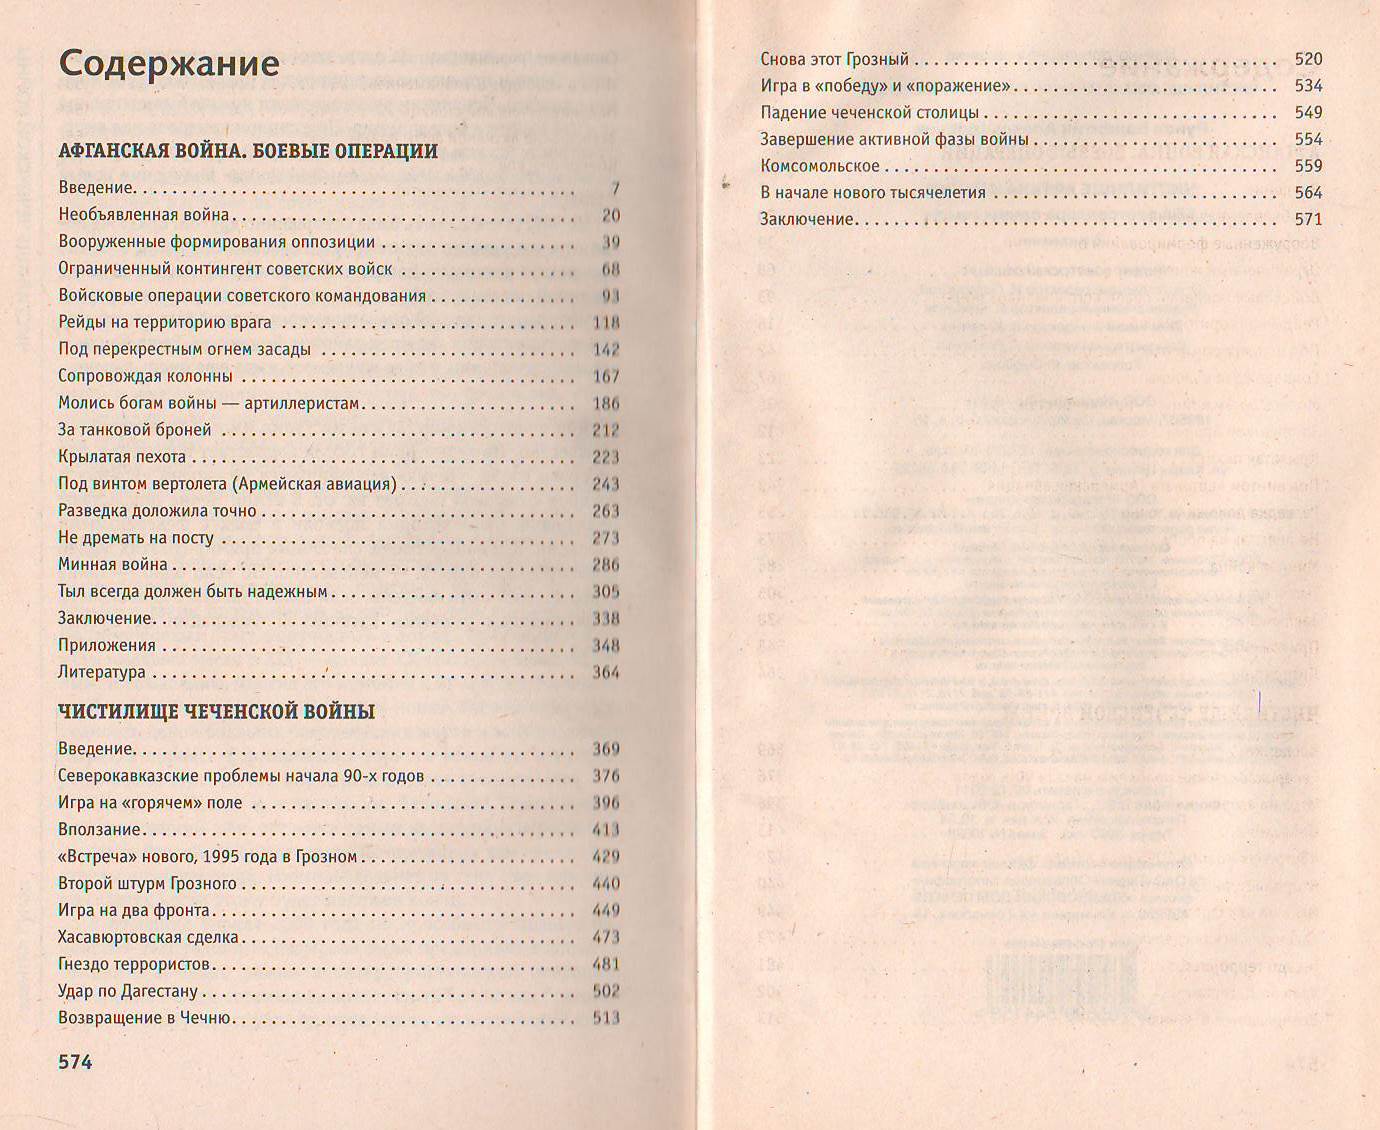 Содержание
АФГАНСКАЯ ВОЙНА. БОЕВЫЕ ОПЕРАЦИИ
Введение. . . . . . . . . . 7
Необъявленная война . . . . . . . . . . 20
Вооруженные формирования оппозиции . . . . . . . . . . 39
Ограниченный контингент советских войск . . . . . . . . . . 68
Войсковые операции советского командования . . . . . . . . . . 93
Рейды на территорию врага . . . . . . . . . . 118
Под перекрестным огнем засады . . . . . . . . . . 142
Сопровождая колонны . . . . . . . . . . 167
Молись богам войны — артиллеристам . . . . . . . . . . 186
За танковой броней . . . . . . . . . . 212
Крылатая пехота . . . . . . . . . . 223
Под винтом вертолета (Армейская авиация) . . . . . . . . . . 243
Разведка доложила точно . . . . . . . . . . 263
Не дремать на посту . . . . . . . . . . 273
Минная война . . . . . . . . . . 286
Тыл всегда должен быть надежным . . . . . . . . . . 305
Заключение. . . . . . . . . . 338
Приложения . . . . . . . . . . 348
Литература . . . . . . . . . . 364
ЧИСТИЛИЩЕ ЧЕЧЕНСКОЙ ВОЙНЫ
Введение. . . . . . . . . . 369
Северокавказские проблемы начала 90-х годов . . . . . . . . . . 376
Игра на «горячем» поле . . . . . . . . . . 396
Вползание. . . . . . . . . . 413
«Встреча» нового, 1995 года в Грозном . . . . . . . . . . 429
Второй штурм Грозного . . . . . . . . . . 440
Игра на два фронта. . . . . . . . . . 449
Хасавюртовская сделка. . . . . . . . . . 473
Гнездо террористов. . . . . . . . . . 481
Удар по Дагестану . . . . . . . . . . 502
Возвращение в Чечню. . . . . . . . . . 513
574
Снова этот Грозный . . . . . . . . . . 520
Игра в «победу» и «поражение» . . . . . . . . . . 534
Падение чеченской столицы . . . . . . . . . . 549
Завершение активной фазы войны . . . . . . . . . . 554
Комсомольское . . . . . . . . . . 559
В начале нового тысячелетия . . . . . . . . . . 564
Заключение. . . . . . . . . . 571